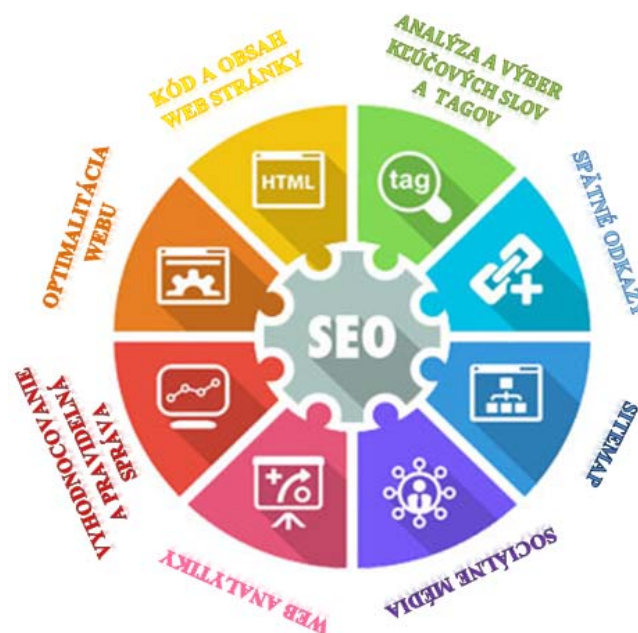 KÓD A OBSAH
WEB STRÁNKY
ANALÝZA A VÝBER
KĽÚČOVÝCH SLOV
A TAGOV
OPTIMALITÁCIA
WEBU
HTML
tag
SPÄTNÉ ODKAZY
SEO
VYHODNOCOVANIE
A PRAVIDELNÁ
SPRÁVA
SITEMAP
WEB ANALYTIKY
SOCIÁLNE MÉDIA